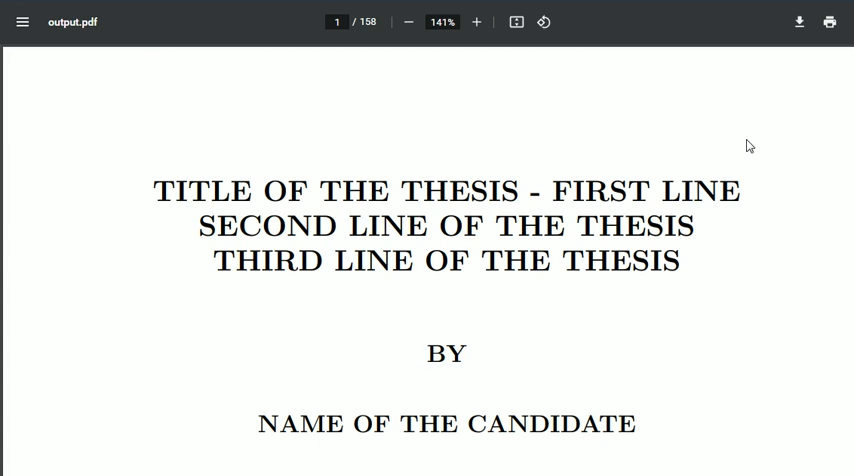 output.pdf 1 / 158 141%
TITLE OF THE THESIS - FIRST LINE
SECOND LINE OF THE THESIS
THIRD LINE OF THE THESIS
BY
NAME OF THE CANDIDATE